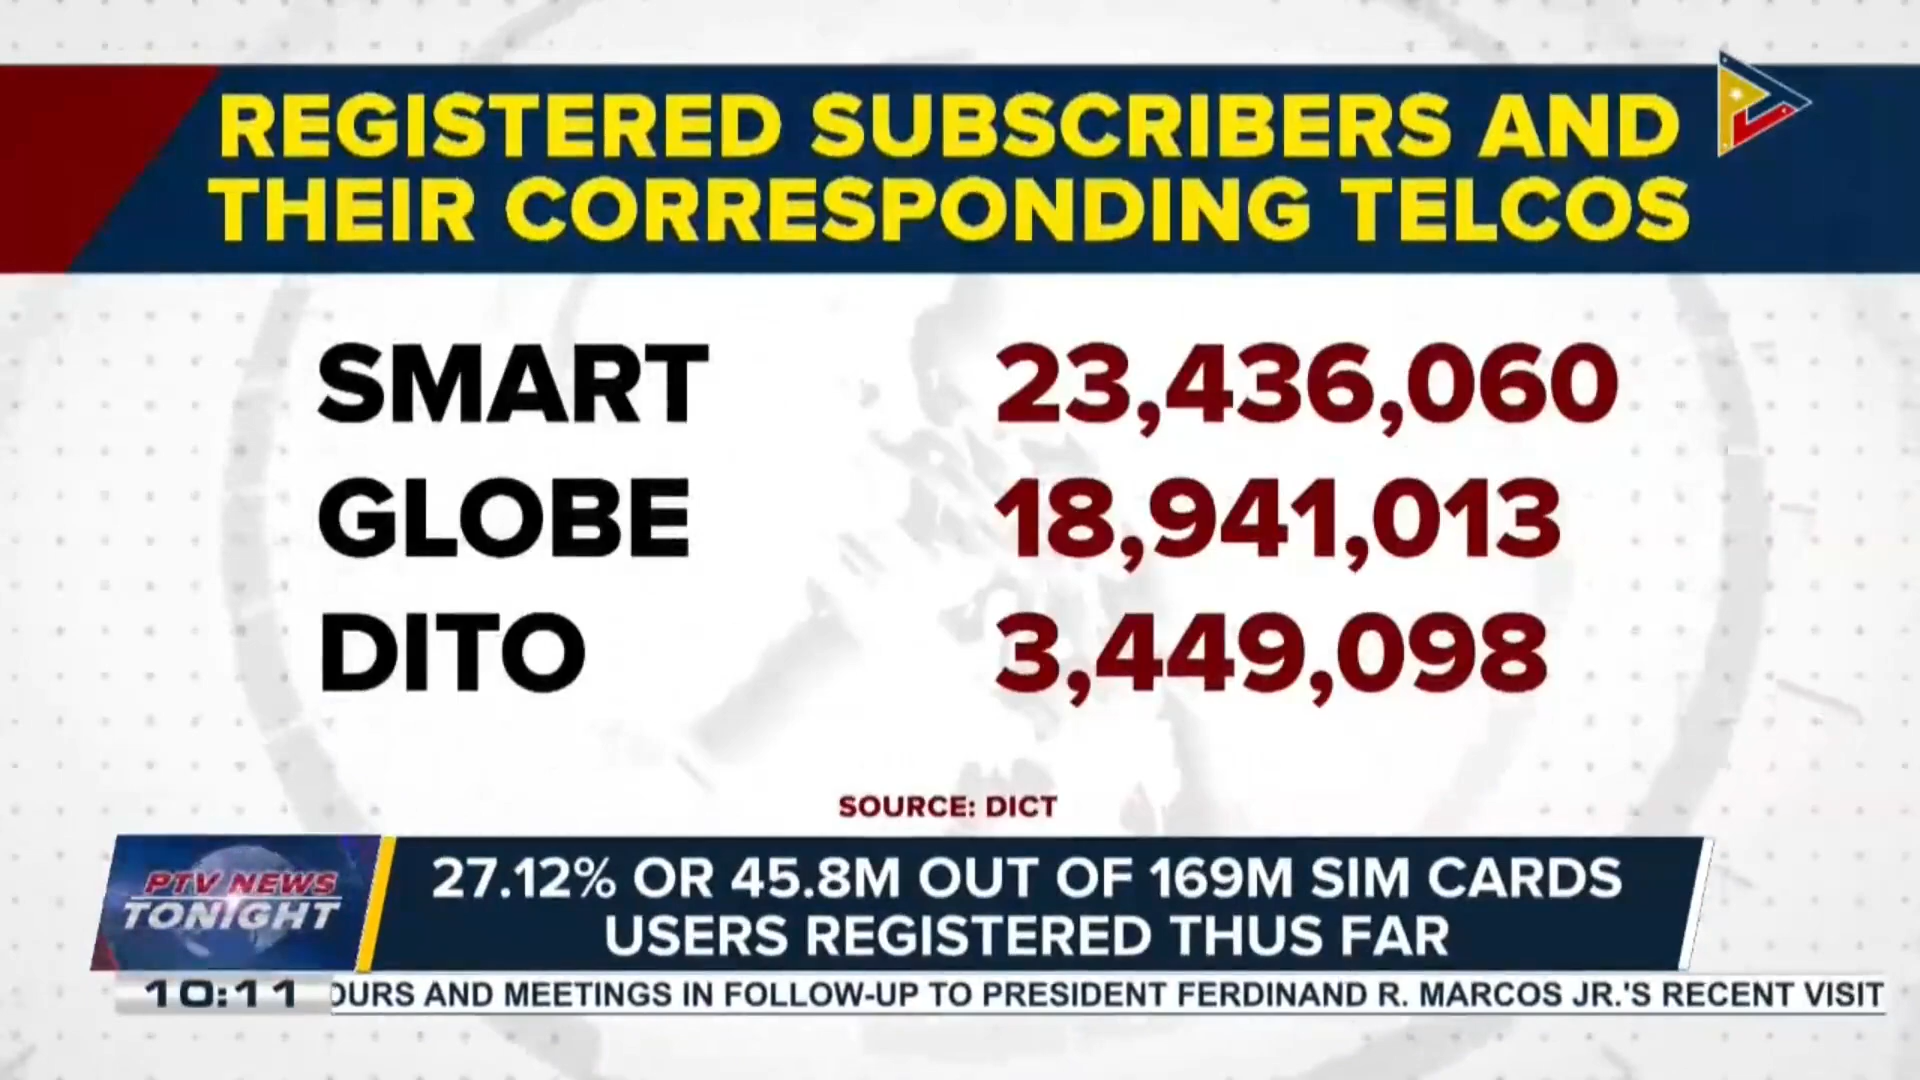 REGISTERED SUBSCRIBERS AND
THEIR CORRESPONDING TELCOS
SMART 23,436,060
GLOBE 18,941,013
DITO 3,449,098
SOURCE: DICT
PTV NEWS
TONIGHT
27.12% OR 45.8M OUT OF 169M SIM CARDS
USERS REGISTERED THUS FAR
10:11
OURS AND MEETINGS IN FOLLOW-UP TO PRESIDENT FERDINAND R. MARCOS JR.'S RECENT VISIT